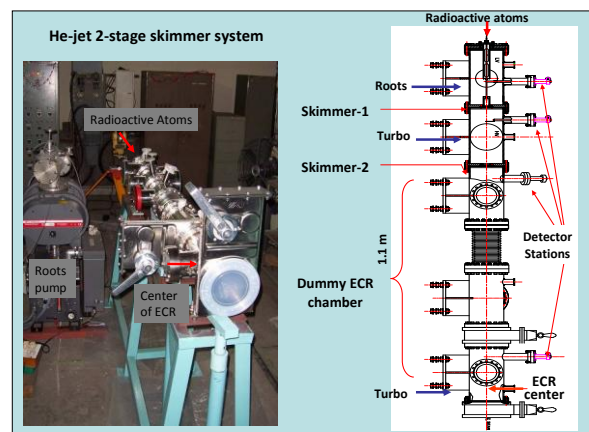 He-jet 2-stage skimmer system
Radioactive Atoms
Roots
pump
Center
of ECR
Radioactive atoms
Roots
Skimmer-1
Turbo
Skimmer-2
1.1 m
Dummy ECR
chamber
Detector
Stations
ECR
center
Turbo